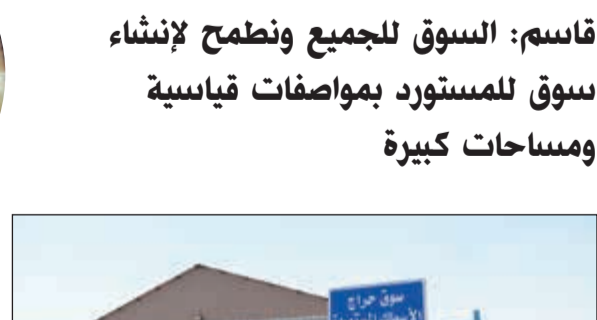 قاسم: السوق للجميع ونطمح لإنشاء
سوق للمستورد بمواصفات قياسية
ومساحات كبيرة
سوق حراج